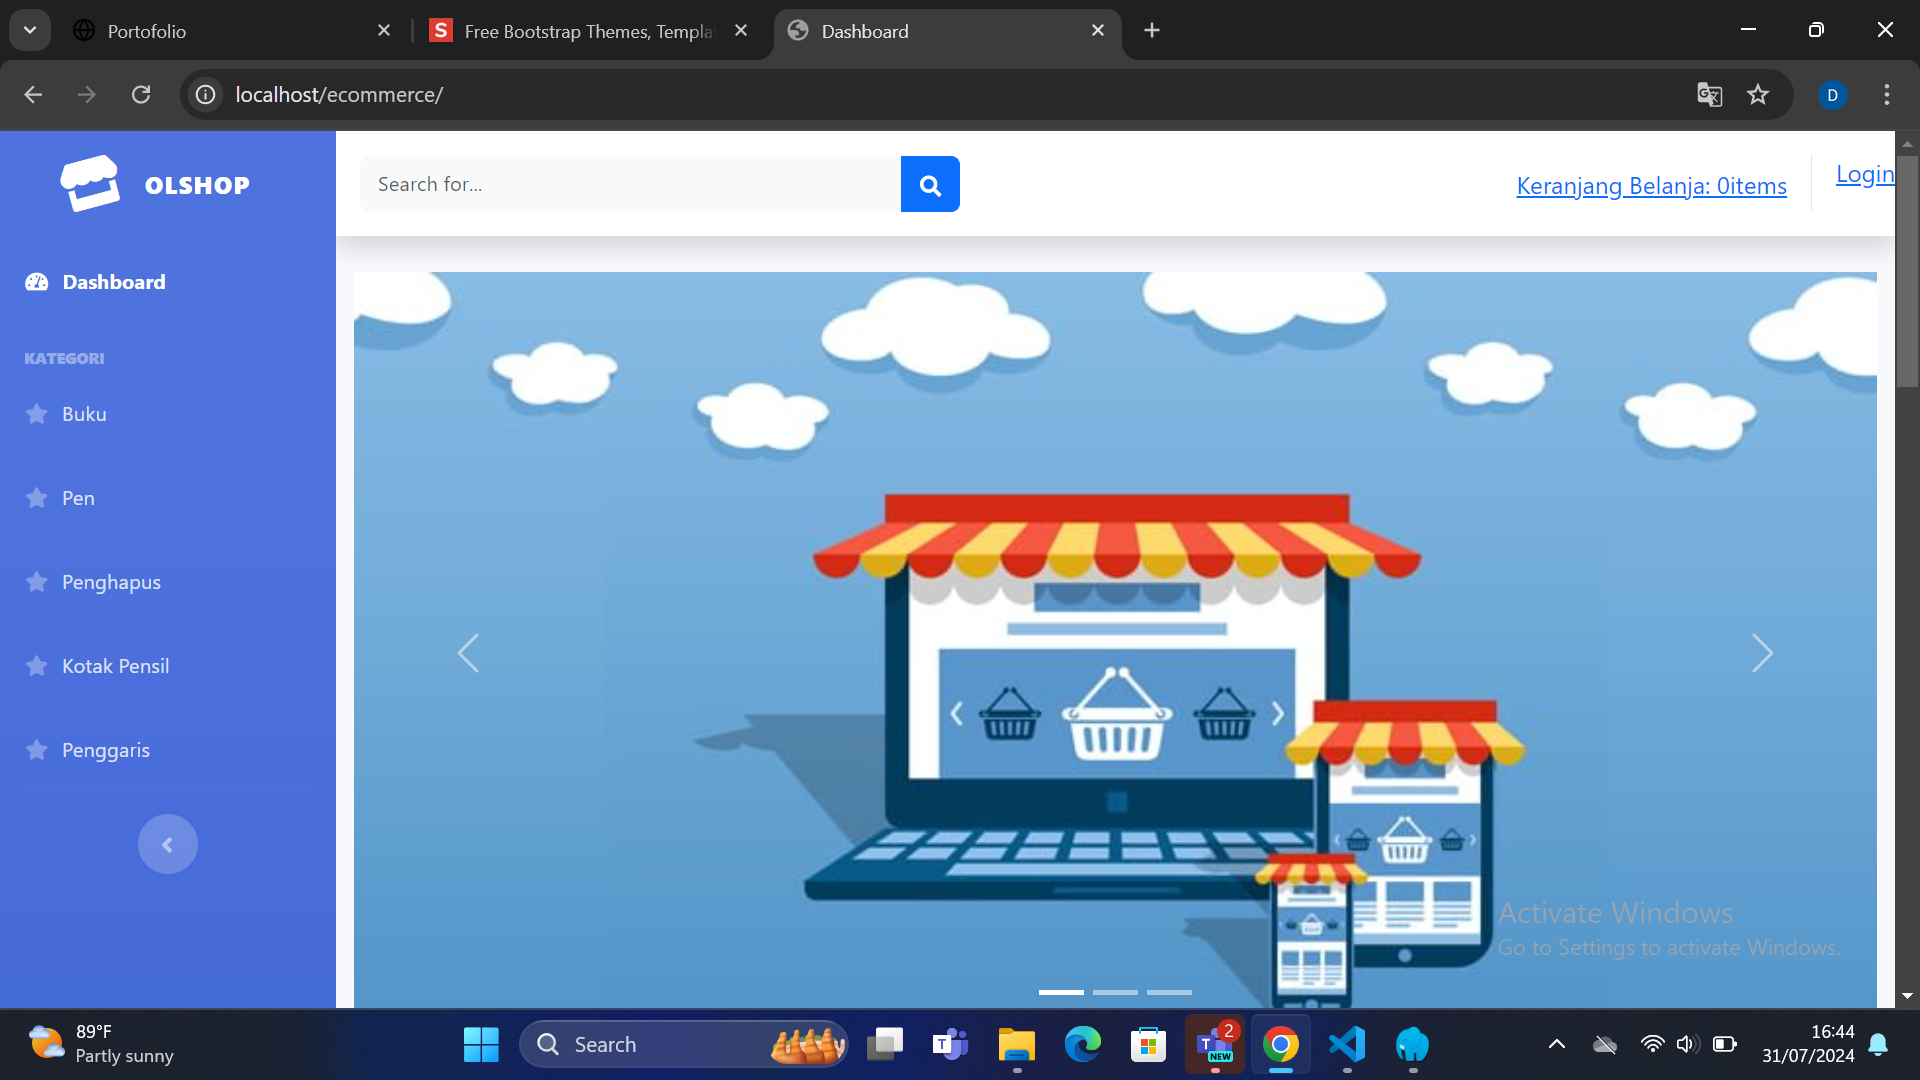 Portofolio
Free Bootstrap Themes, Templa
Dashboard
localhost/ecommerce/
D
OLSHOP
Search for...
Keranjang Belanja: 0items
Login
Dashboard
KATEGORI
Buku
Pen
Penghapus
Kotak Pensil
Penggaris
Activate Windows
Go to Settings to activate Windows.
89°F
Partly sunny
Search
2
NEW
16:44
31/07/2024